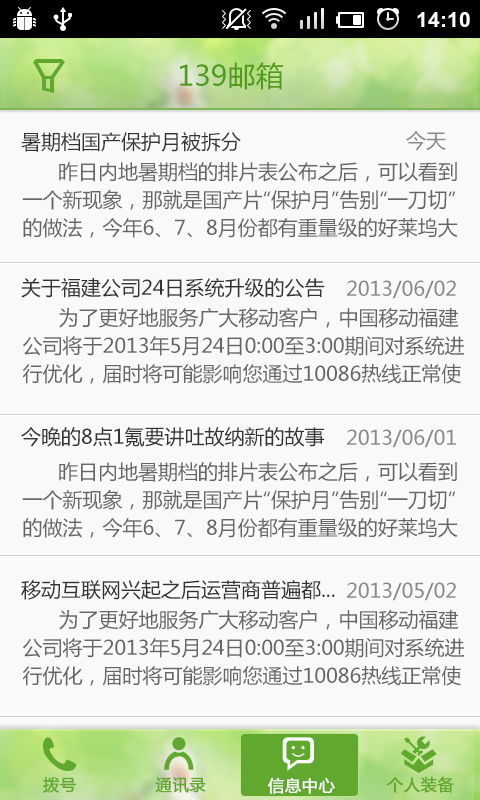 14:10
139邮箱
暑期档国产保护月被拆分 今天
昨日内地暑期档的排片表公布之后，可以看到
一个新现象，那就是国产片“保护月”告别“一刀切”
的做法，今年6、7、8月份都有重量级的好莱坞大
关于福建公司24日系统升级的公告 2013/06/02
为了更好地服务广大移动客户，中国移动福建
公司将于2013年5月24日0:00至3:00期间对系统进
行优化，届时将可能影响您通过10086热线正常使
今晚的8点1氪要讲吐故纳新的故事 2013/06/01
昨日内地暑期档的排片表公布之后，可以看到
一个新现象，那就是国产片“保护月”告别“一刀切”
的做法，今年6、7、8月份都有重量级的好莱坞大
移动互联网兴起之后运营商普遍都... 2013/05/02
为了更好地服务广大移动客户，中国移动福建
公司将于2013年5月24日0:00至3:00期间对系统进
行优化，届时将可能影响您通过10086热线正常使
拨号 通讯录 信息中心 个人装备